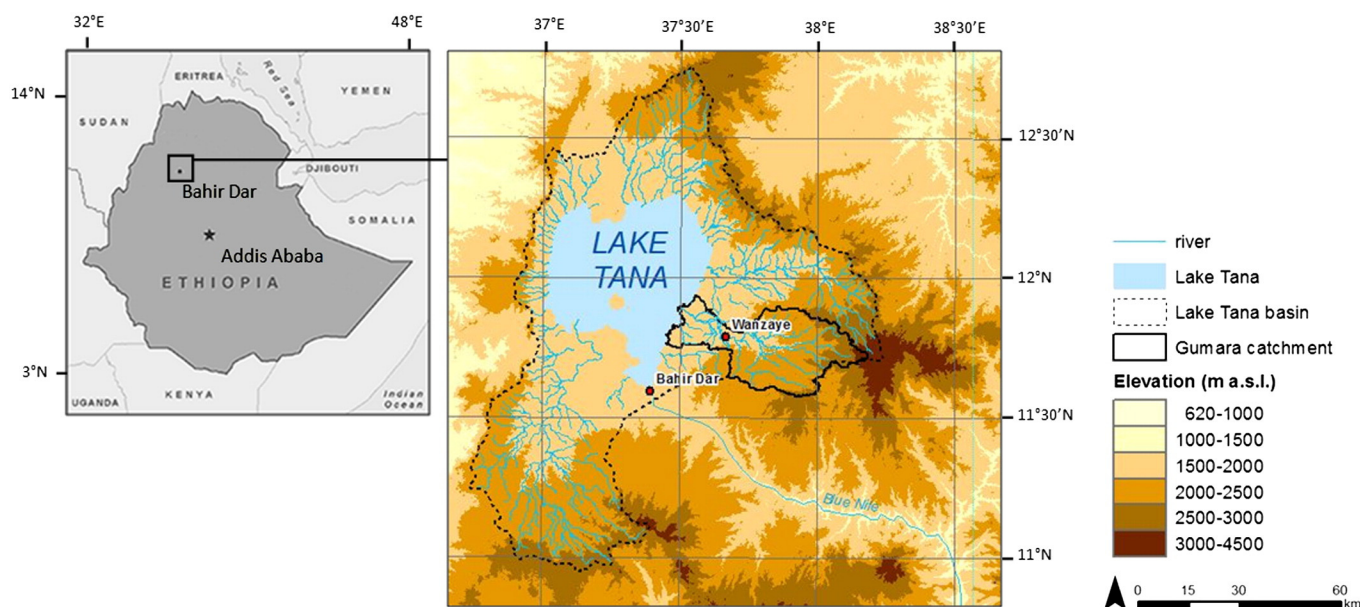 32°E
48°E
14°N
3°N
ERITREA
Red Sea
YEMEN
SUDAN
DJIBOUTI
Bahir Dar
SOMALIA
Addis Ababa
ETHIOPIA
UGANDA
KENYA
Indian
Ocean
37°E
37°30’E
38°E
38°30’E
12°30’N
12°N
11°30’N
11°N
LAKE
TANA
Wanzaye
Bahir Dar
Blue Nile
river
Lake Tana
Lake Tana basin
Gumara catchment
Elevation (m a.s.l.)
620-1000
1000-1500
1500-2000
2000-2500
2500-3000
3000-4500
0 15 30 60
km